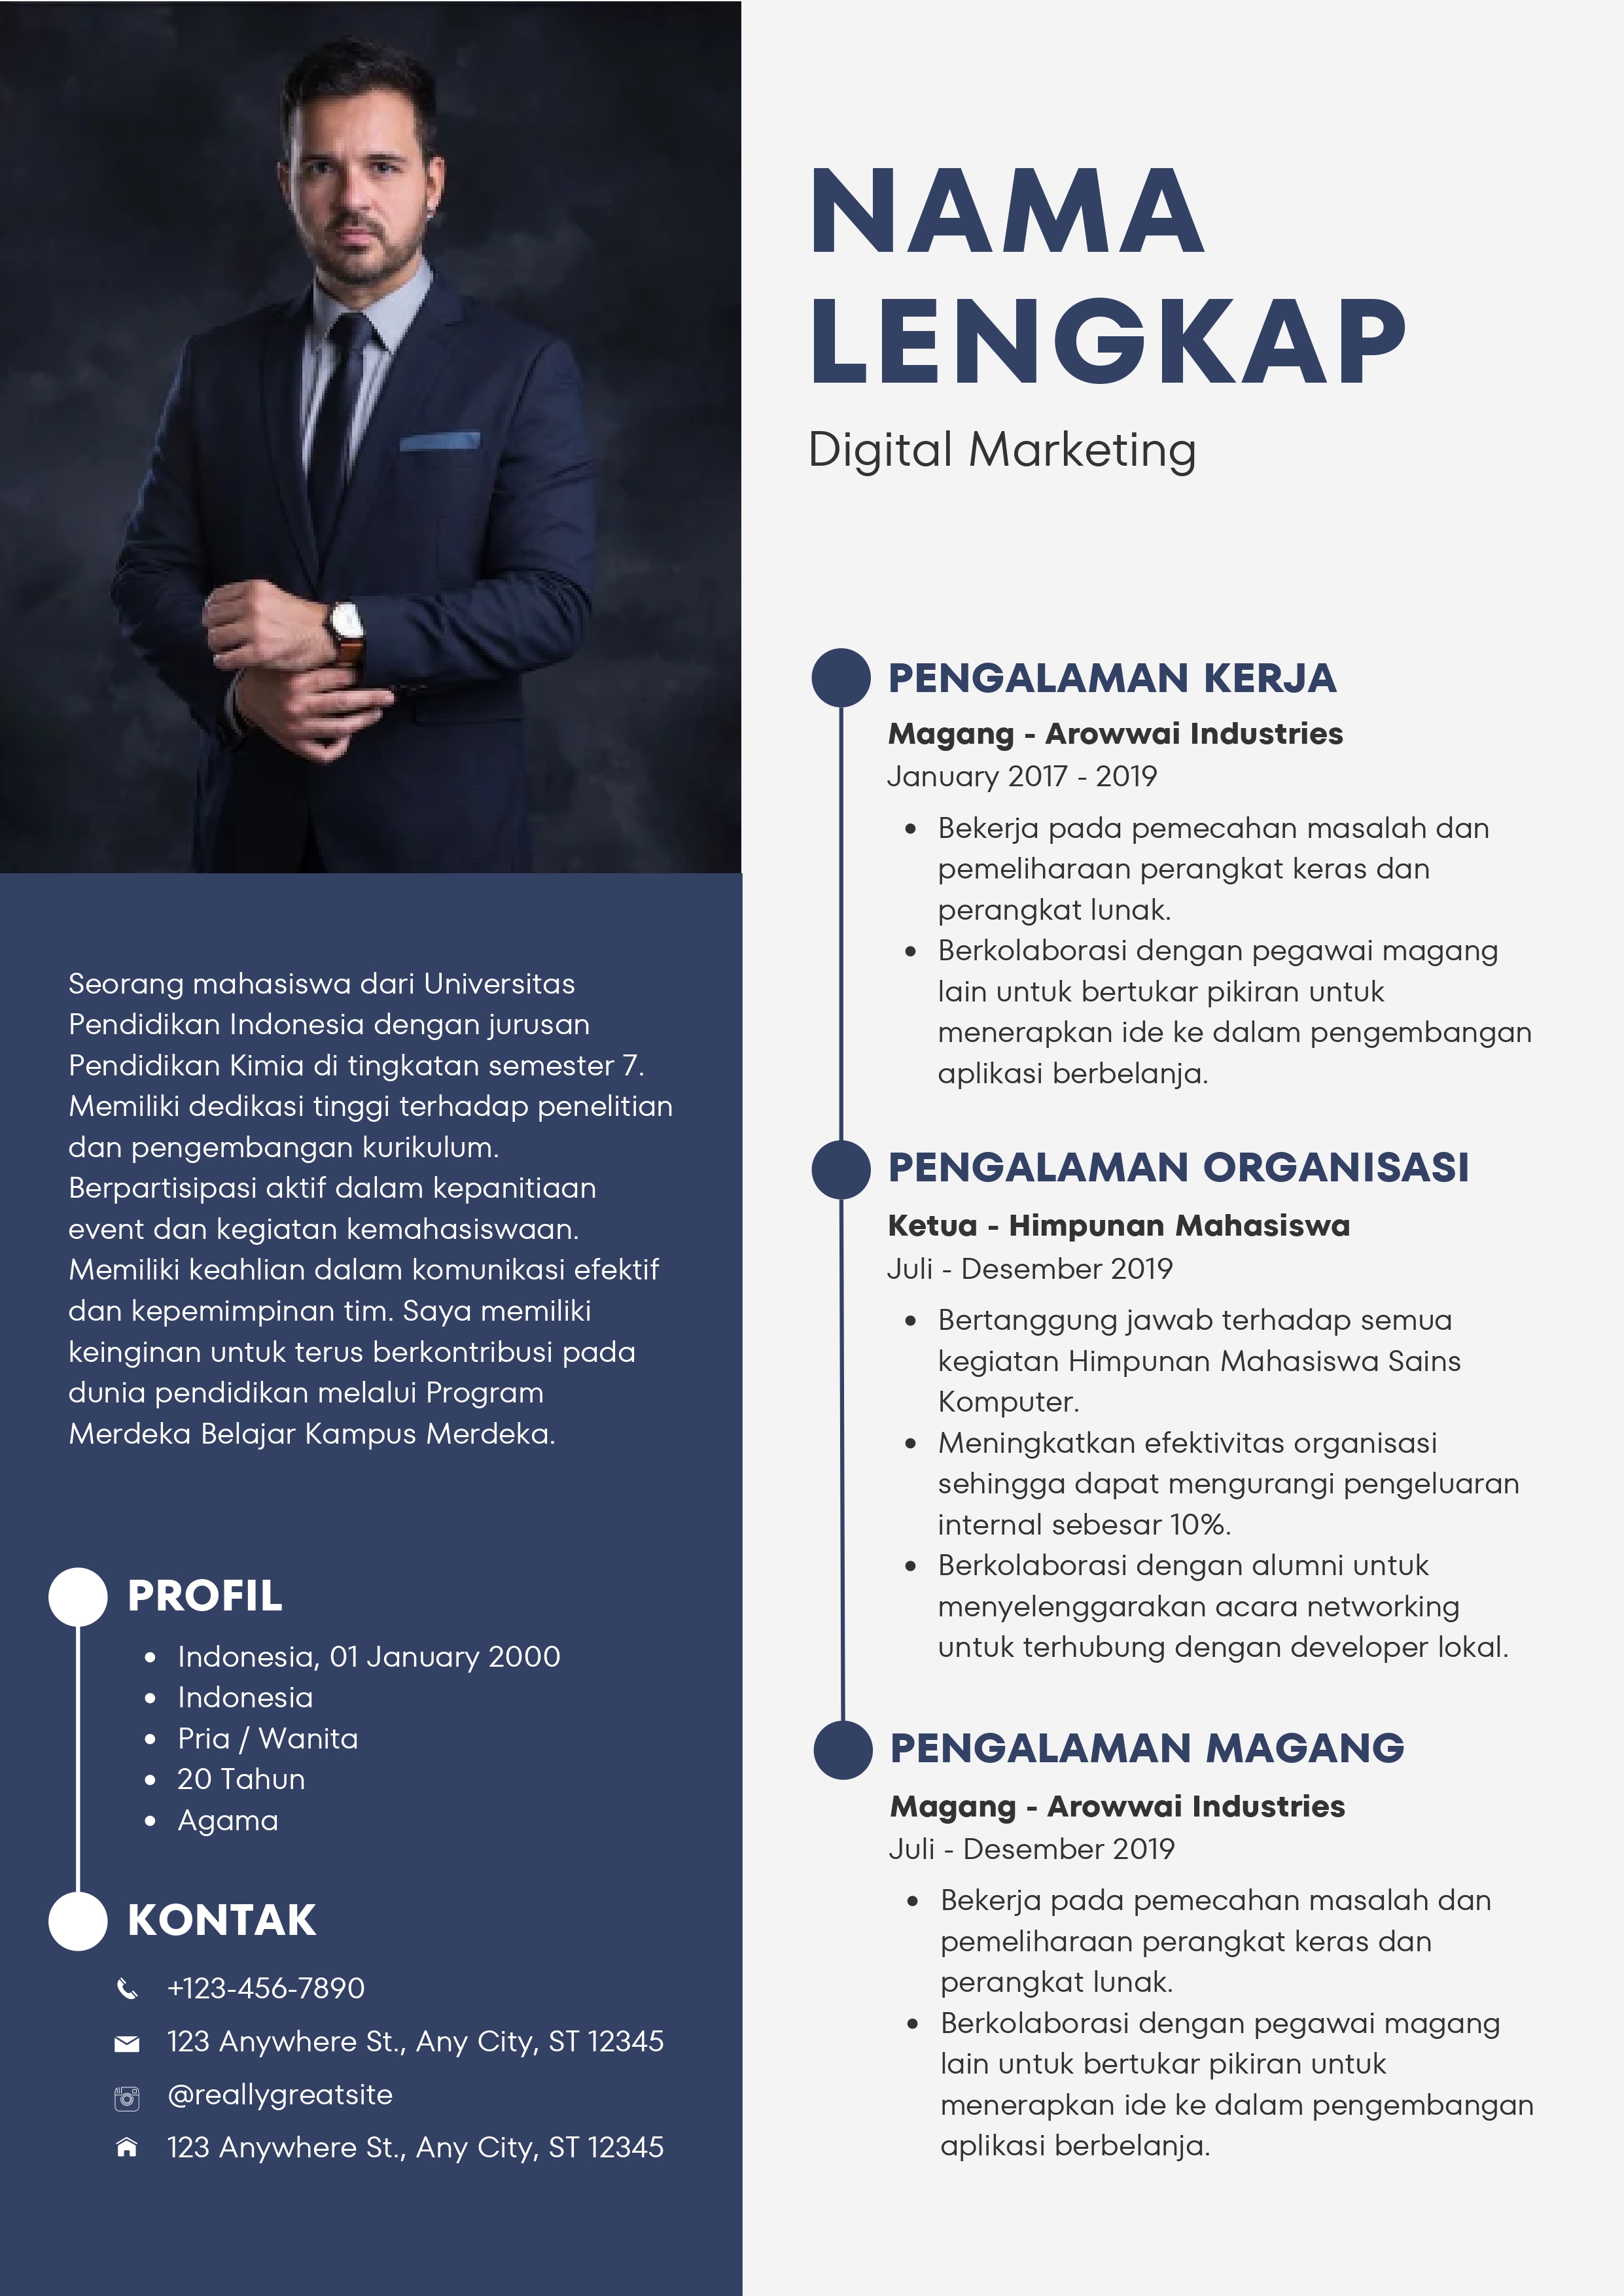 NAMA
LENGKAP
Digital Marketing
Seorang mahasiswa dari Universitas
Pendidikan Indonesia dengan jurusan
Pendidikan Kimia di tingkatan semester 7.
Memiliki dedikasi tinggi terhadap penelitian
dan pengembangan kurikulum.
Berpartisipasi aktif dalam kepanitiaan
event dan kegiatan kemahasiswaan.
Memiliki keahlian dalam komunikasi efektif
dan kepemimpinan tim. Saya memiliki
keinginan untuk terus berkontribusi pada
dunia pendidikan melalui Program
Merdeka Belajar Kampus Merdeka.
PROFIL
• Indonesia, 01 January 2000
• Indonesia
• Pria / Wanita
• 20 Tahun
• Agama
KONTAK
+123-456-7890
123 Anywhere St., Any City, ST 12345
@reallygreatsite
123 Anywhere St., Any City, ST 12345
PENGALAMAN KERJA
Magang - Arowwai Industries
January 2017 - 2019
• Bekerja pada pemecahan masalah dan
pemeliharaan perangkat keras dan
perangkat lunak.
• Berkolaborasi dengan pegawai magang
lain untuk bertukar pikiran untuk
menerapkan ide ke dalam pengembangan
aplikasi berbelanja.
PENGALAMAN ORGANISASI
Ketua - Himpunan Mahasiswa
Juli - Desember 2019
• Bertanggung jawab terhadap semua
kegiatan Himpunan Mahasiswa Sains
Komputer.
• Meningkatkan efektivitas organisasi
sehingga dapat mengurangi pengeluaran
internal sebesar 10%.
• Berkolaborasi dengan alumni untuk
menyelenggarakan acara networking
untuk terhubung dengan developer lokal.
PENGALAMAN MAGANG
Magang - Arowwai Industries
Juli - Desember 2019
• Bekerja pada pemecahan masalah dan
pemeliharaan perangkat keras dan
perangkat lunak.
• Berkolaborasi dengan pegawai magang
lain untuk bertukar pikiran untuk
menerapkan ide ke dalam pengembangan
aplikasi berbelanja.